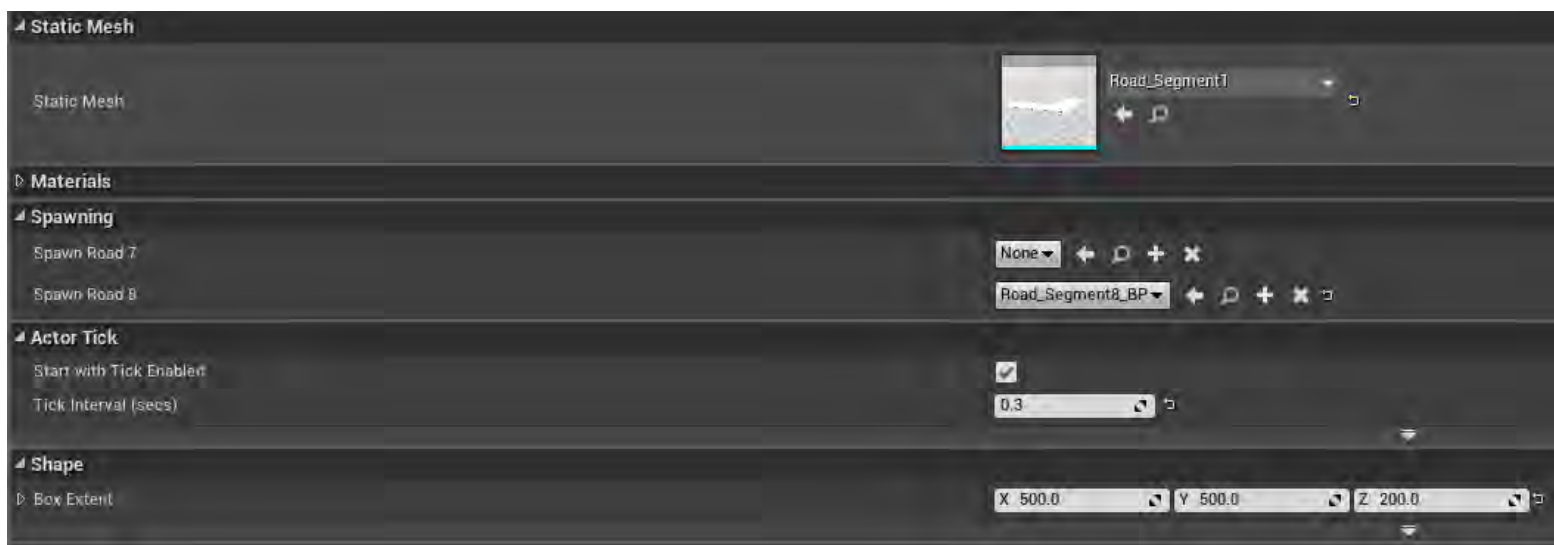 Static Mesh
Static Mesh
Road_Segment1
Materials
Spawning
Spawn Road 7
None
Spawn Road 8
Road_Segment8_BP
Actor Tick
Start with Tick Enabled
Tick Interval (secs)
0.3
Shape
Box Extent
X 500.0
Y 500.0
Z 200.0